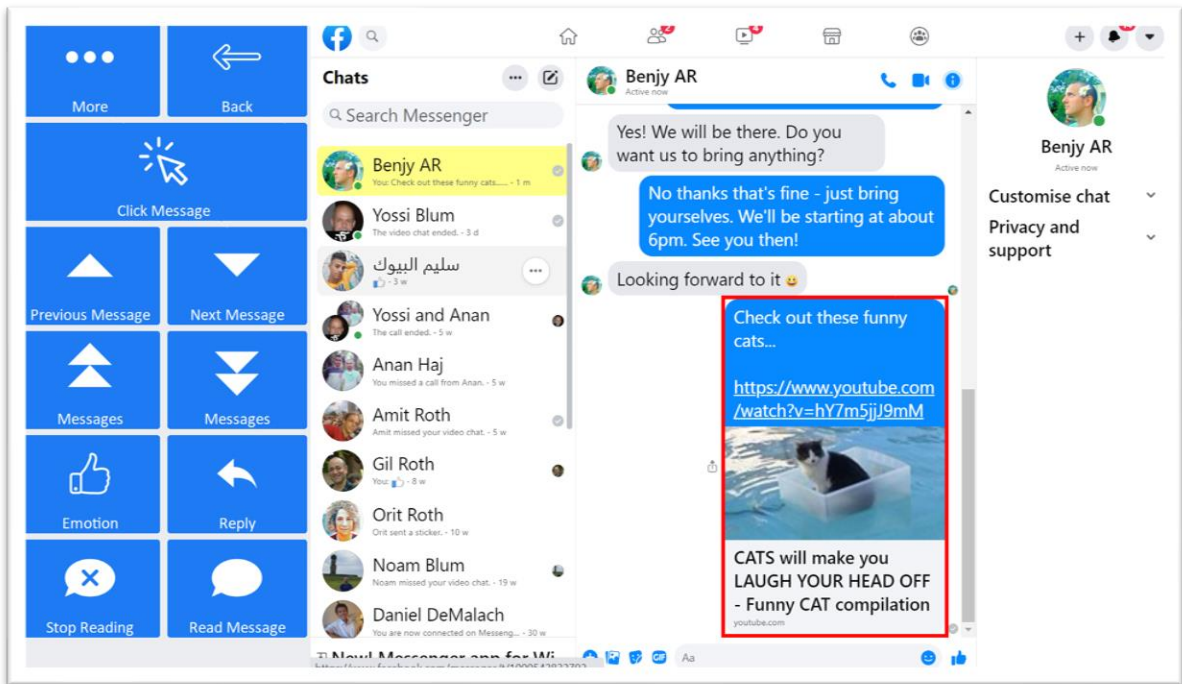 More
Back
Click Message
Previous Message
Next Message
Messages
Messages
Emotion
Reply
Stop Reading
Read Message
Chats
Search Messenger
Benjy AR
You: Check out these funny cats..... - 1 m
Yossi Blum
The video chat ended. - 3 d
سليم البيوك
- 3 w
Yossi and Anan
The call ended. - 5 w
Anan Haj
You missed a call from Anan. - 5 w
Amit Roth
Amit missed your video chat. - 5 w
Gil Roth
You: - 8 w
Orit Roth
Orit sent a sticker. - 10 w
Noam Blum
Noam missed your video chat. - 19 w
Daniel DeMalach
You are now connected on Messeng... - 30 w
Now! Messenger app for Wi
Benjy AR
Active now
Yes! We will be there. Do you
want us to bring anything?
No thanks that's fine - just bring
yourselves. We'll be starting at about
6pm. See you then!
Looking forward to it
Check out these funny
cats...
https://www.youtube.com
/watch?v=hY7m5jjJ9mM
CATS will make you
LAUGH YOUR HEAD OFF
- Funny CAT compilation
youtube.com
GIF
Aa
Benjy AR
Active now
Customise chat
Privacy and
support